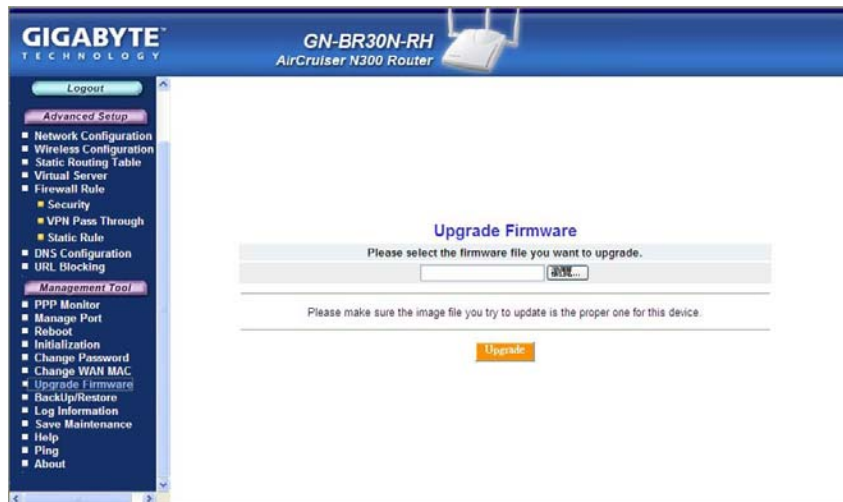 GIGABYTE
TECHNOLOGY
GN-BR30N-RH
AirCruiser N300 Router
Logout
Advanced Setup
Network Configuration
Wireless Configuration
Static Routing Table
Virtual Server
Firewall Rule
Security
VPN Pass Through
Static Rule
DNS Configuration
URL Blocking
Management Tool
PPP Monitor
Manage Port
Reboot
Initialization
Change Password
Change WAN MAC
Upgrade Firmware
BackUp/Restore
Log Information
Save Maintenance
Help
Ping
About
Upgrade Firmware
Please select the firmware file you want to upgrade.
Please make sure the image file you try to update is the proper one for this device.
Upgrade